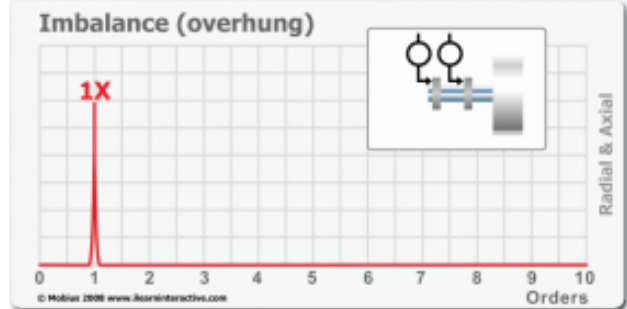 Imbalance (overhung)
1X
Radial & Axial
0 1 2 3 4 5 6 7 8 9 10
© Mobius 2008 www.ilearninteractive.com
Orders